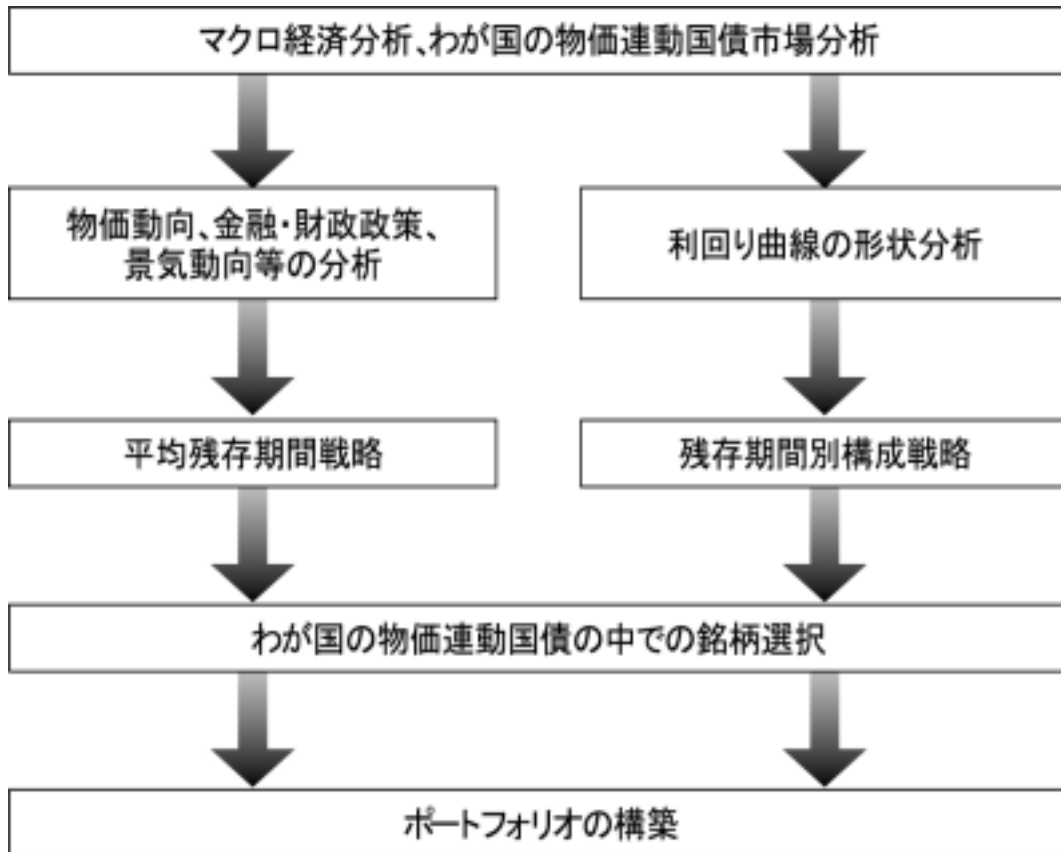 マクロ経済分析、わが国の物価連動国債市場分析
物価動向、金融・財政政策、
景気動向等の分析
利回り曲線の形状分析
平均残存期間戦略
残存期間別構成戦略
わが国の物価連動国債の中での銘柄選択
ポートフォリオの構築